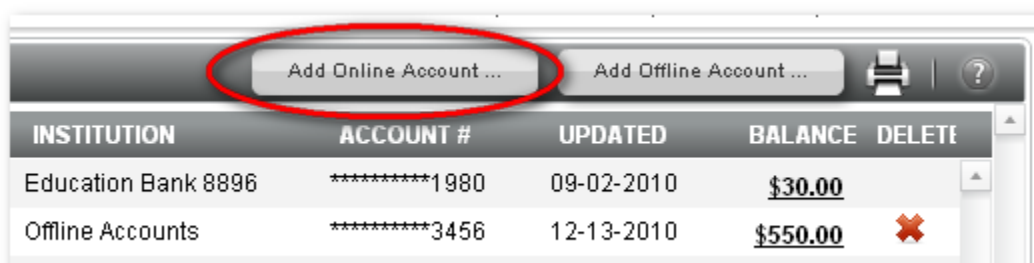 Add Online Account ... Add Offline Account ... | ?
INSTITUTION ACCOUNT # UPDATED BALANCE DELETE
Education Bank 8896 **********1980 09-02-2010 $30.00
Offline Accounts **********3456 12-13-2010 $550.00